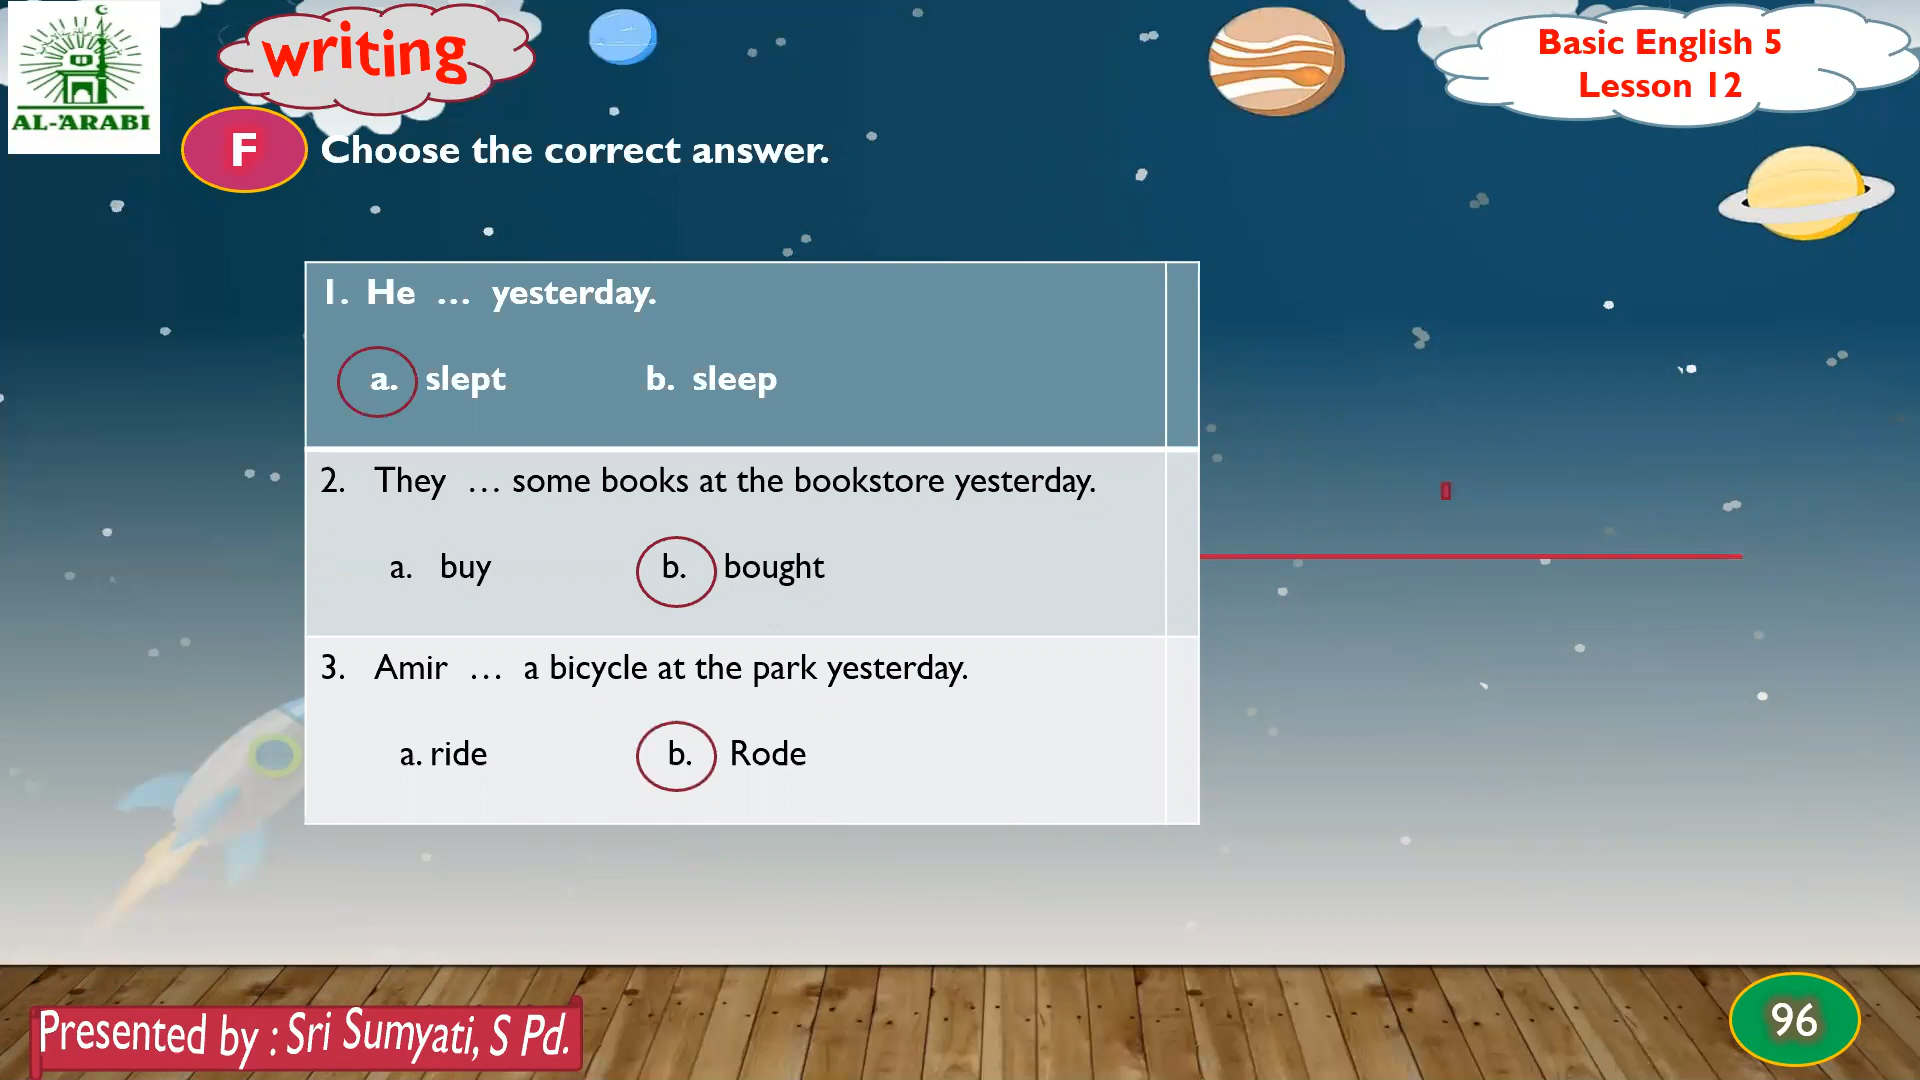 AL-'ARABI
writing
Basic English 5
Lesson 12
F Choose the correct answer.
1. He ... yesterday.
a. slept b. sleep
2. They ... some books at the bookstore yesterday.
a. buy b. bought
3. Amir ... a bicycle at the park yesterday.
a. ride b. Rode
Presented by : Sri Sumyati, S Pd.
96